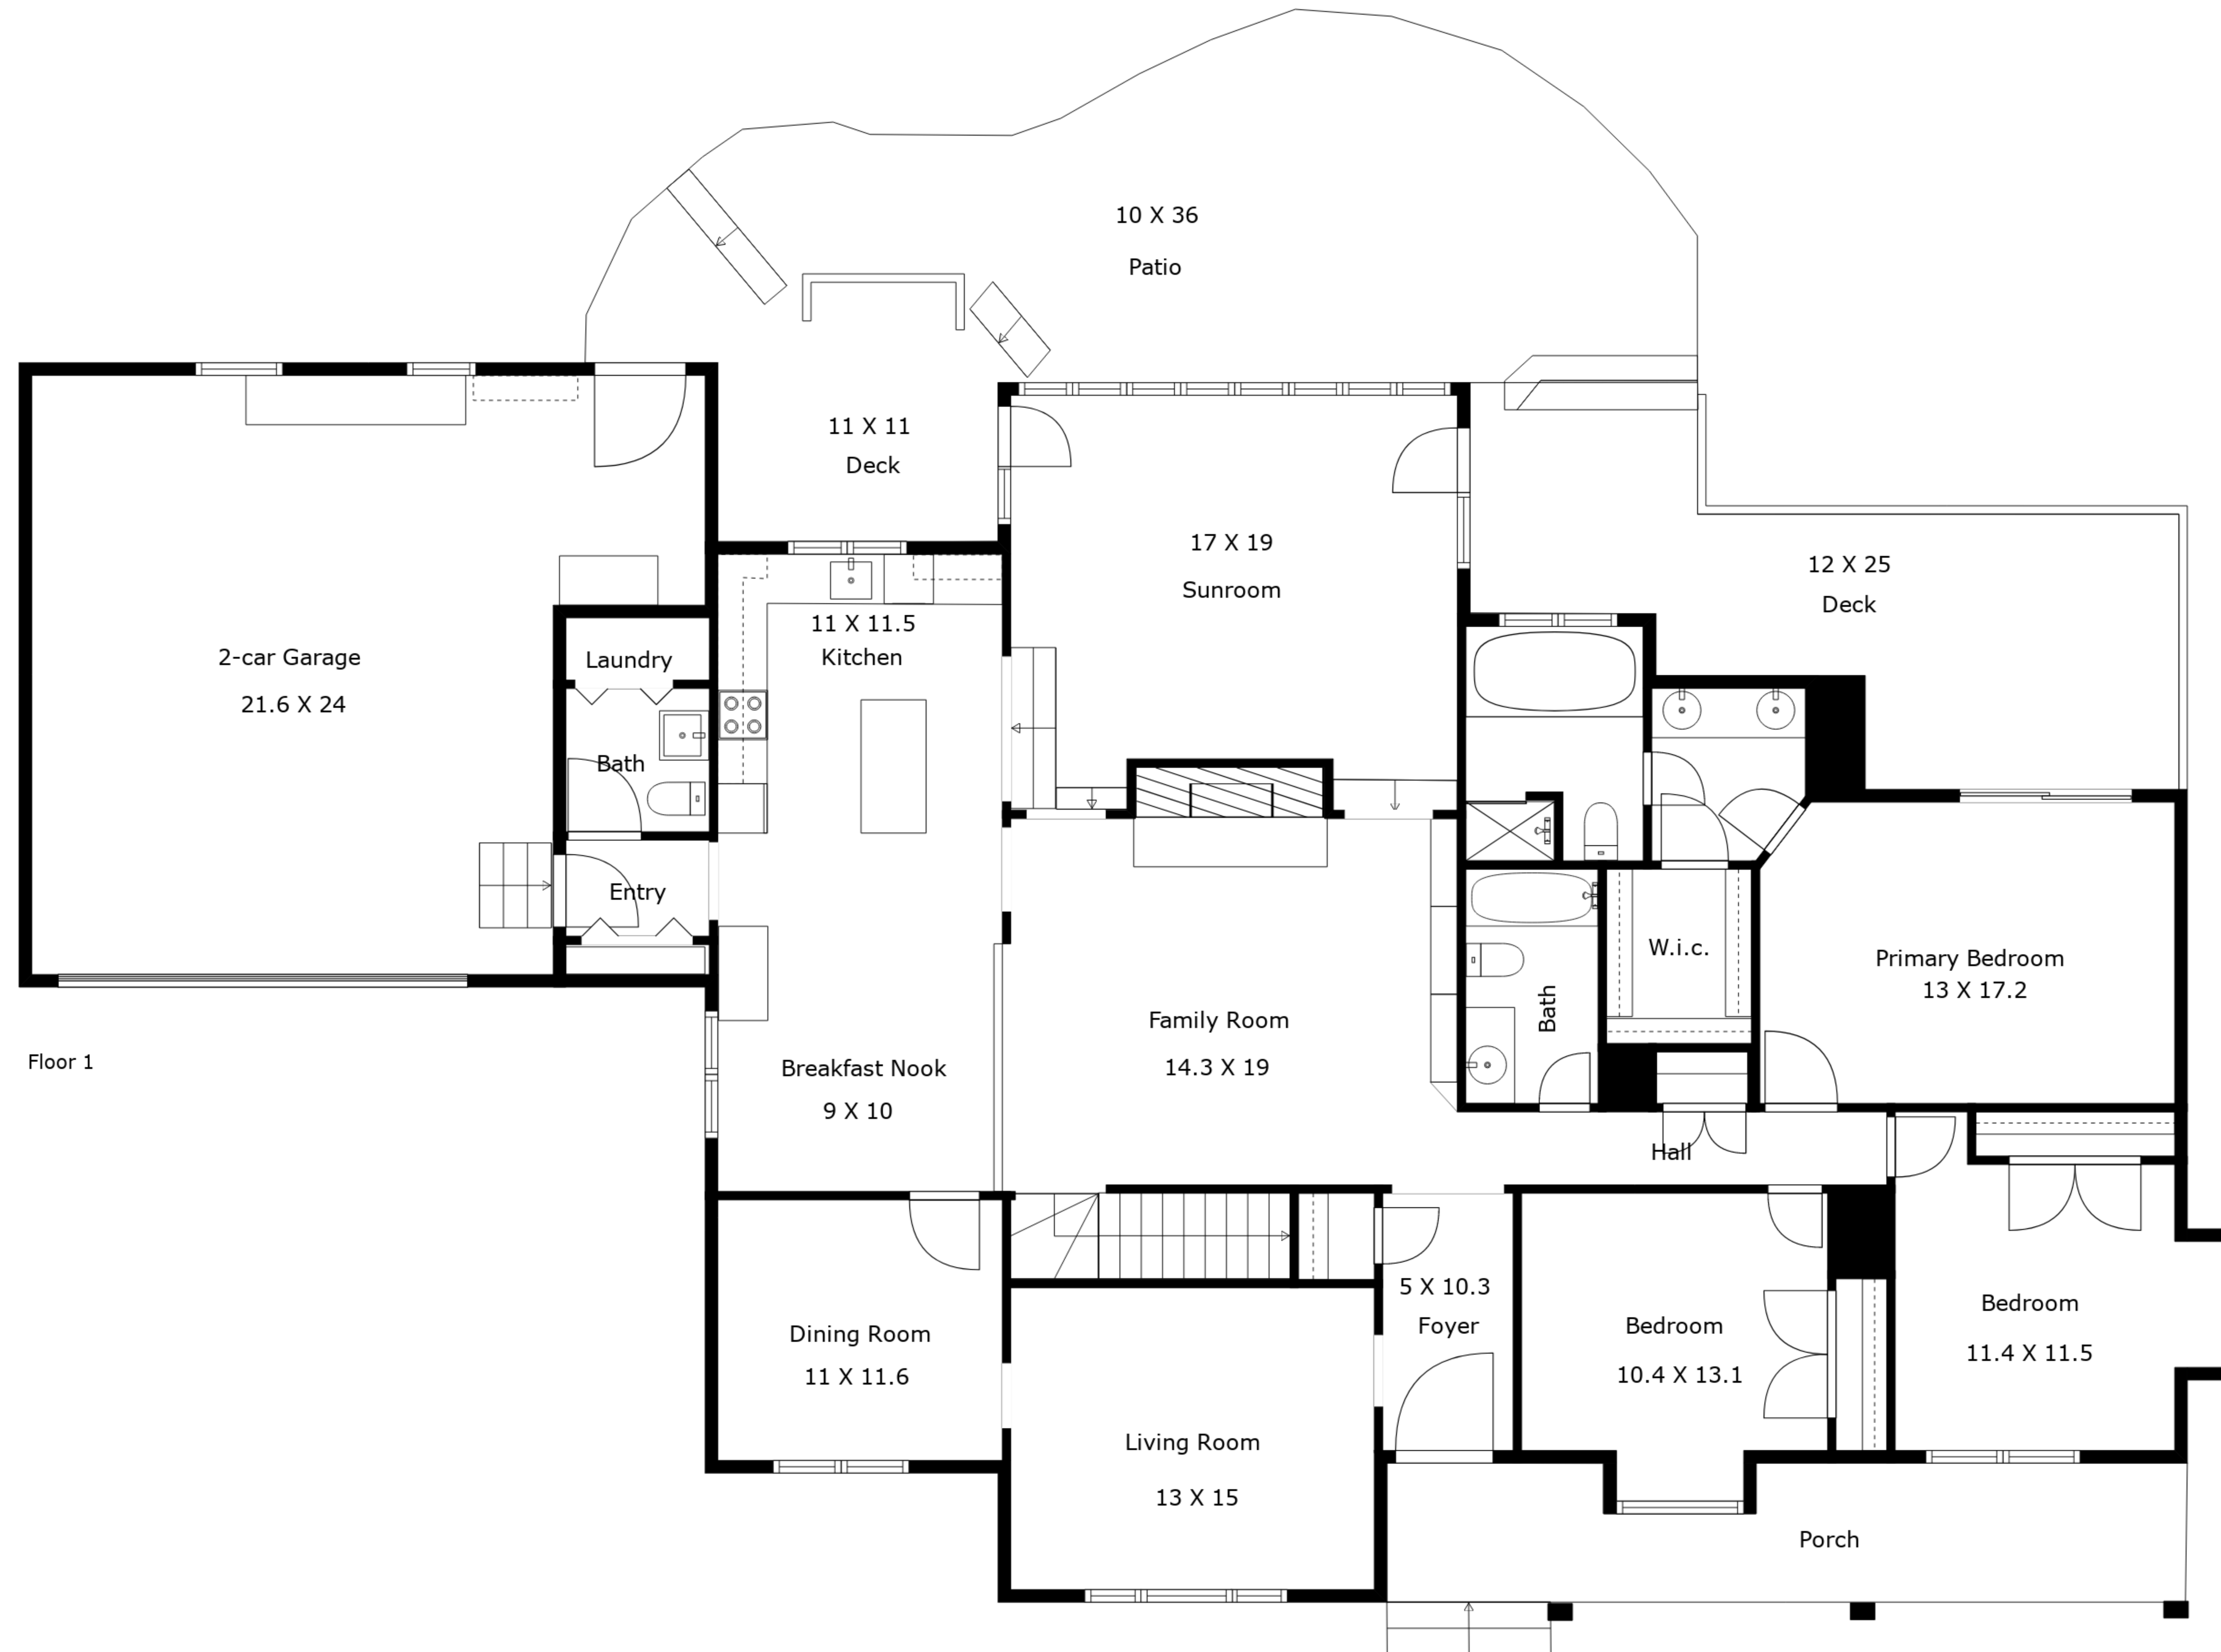 10 X 36
Patio
11 X 11
Deck
17 X 19
Sunroom
12 X 25
Deck
2-car Garage
21.6 X 24
Laundry
11 X 11.5
Kitchen
Bath
Entry
Family Room
14.3 X 19
Bath
W.i.c.
Primary Bedroom
13 X 17.2
Floor 1
Breakfast Nook
9 X 10
Hall
Dining Room
11 X 11.6
Living Room
13 X 15
5 X 10.3
Foyer
Bedroom
10.4 X 13.1
Bedroom
11.4 X 11.5
Porch